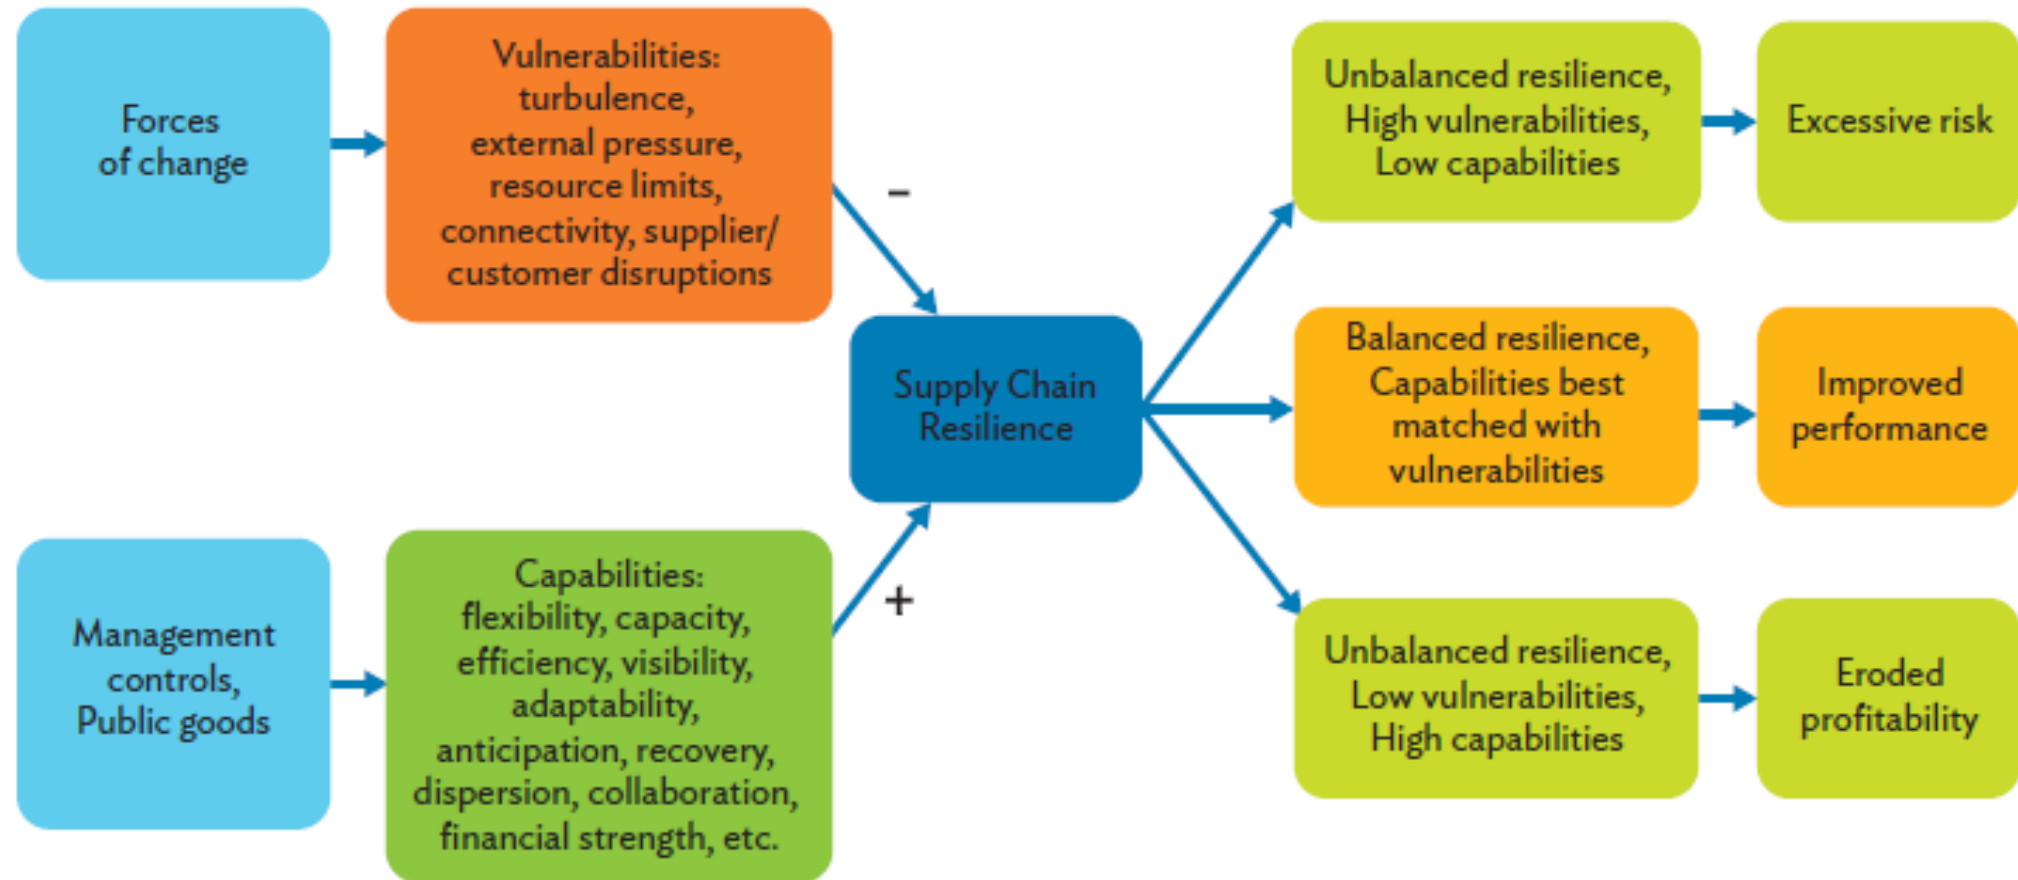 Forces
of change
Vulnerabilities:
turbulence,
external pressure,
resource limits,
connectivity, supplier/
customer disruptions
–
Management
controls,
Public goods
Capabilities:
flexibility, capacity,
efficiency, visibility,
adaptability,
anticipation, recovery,
dispersion, collaboration,
financial strength, etc.
+
Supply Chain
Resilience
Unbalanced resilience,
High vulnerabilities,
Low capabilities
Excessive risk
Balanced resilience,
Capabilities best
matched with
vulnerabilities
Improved
performance
Unbalanced resilience,
Low vulnerabilities,
High capabilities
Eroded
profitability